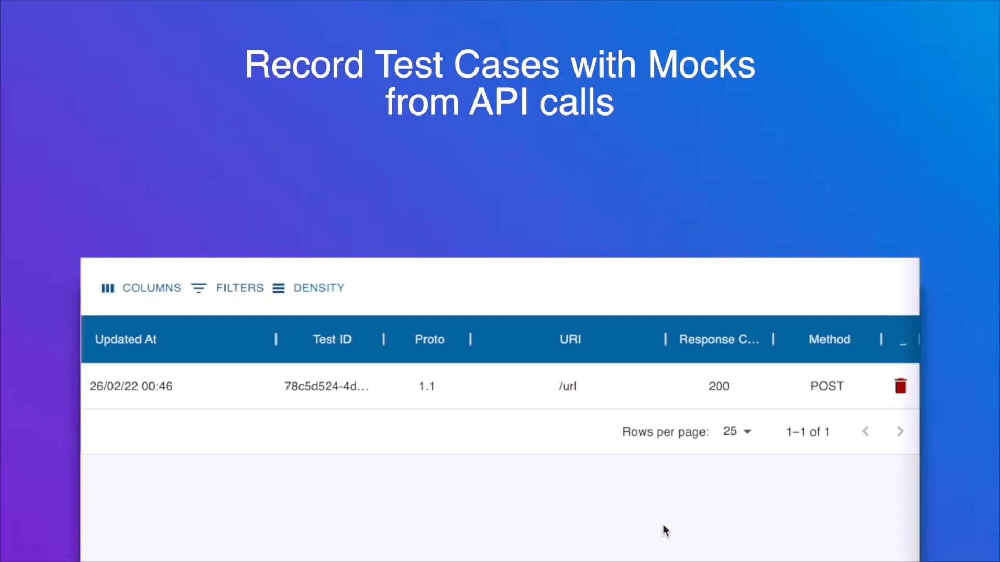 Record Test Cases with Mocks
from API calls
COLUMNS FILTERS DENSITY
Updated At Test ID Proto URI Response C... Method _
26/02/22 00:46 78c5d524-4d... 1.1 /url 200 POST
Rows per page: 25 1–1 of 1